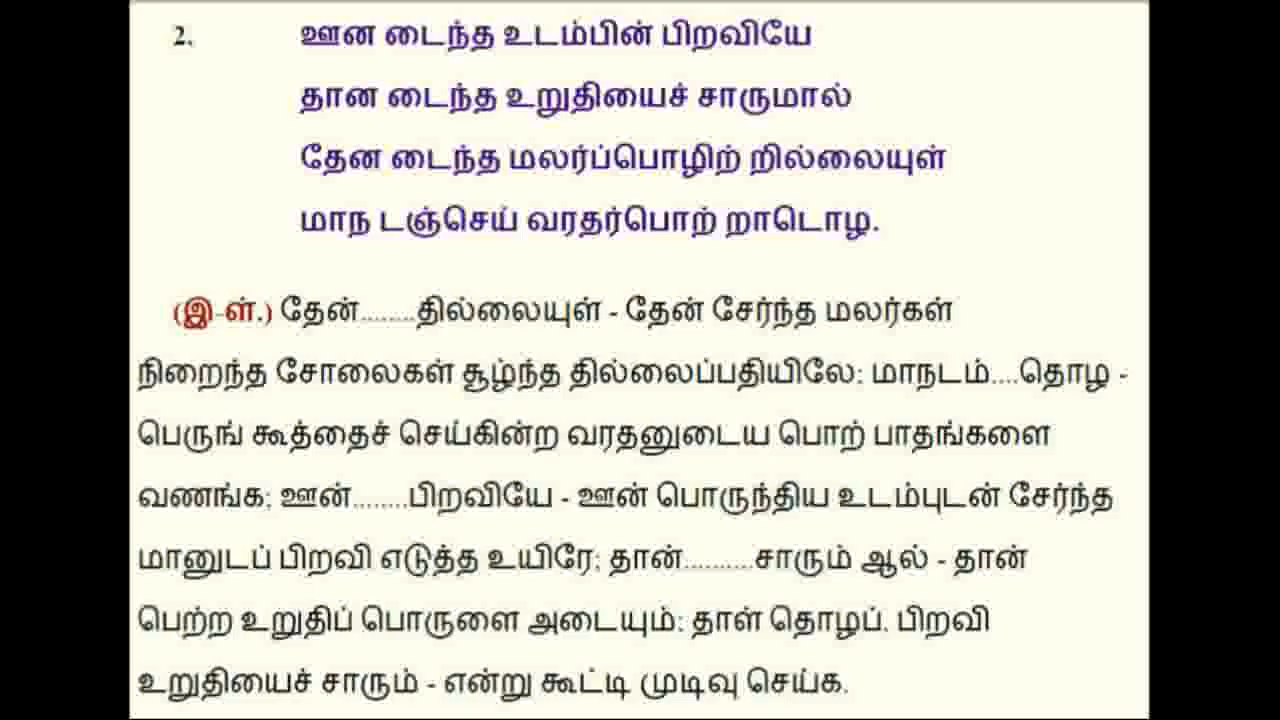 2. ஊன டைந்த உடம்பின் பிறவியே
தான டைந்த உறுதியைச் சாருமால்
தேன டைந்த மலர்ப்பொழிற் றில்லையுள்
மாந டஞ்செய் வரதர்பொற் றாடொழ.
(இ-ள்.) தேன்........தில்லையுள் - தேன் சேர்ந்த மலர்கள்
நிறைந்த சோலைகள் சூழ்ந்த தில்லைப்பதியிலே; மாநடம்....தொழ -
பெருங் கூத்தைச் செய்கின்ற வரதனுடைய பொற் பாதங்களை
வணங்க; ஊன்.......பிறவியே - ஊன் பொருந்திய உடம்புடன் சேர்ந்த
மானுடப் பிறவி எடுத்த உயிரே; தான்..........சாரும் ஆல் - தான்
பெற்ற உறுதிப் பொருளை அடையும்; தாள் தொழப், பிறவி
உறுதியைச் சாரும் - என்று கூட்டி முடிவு செய்க.